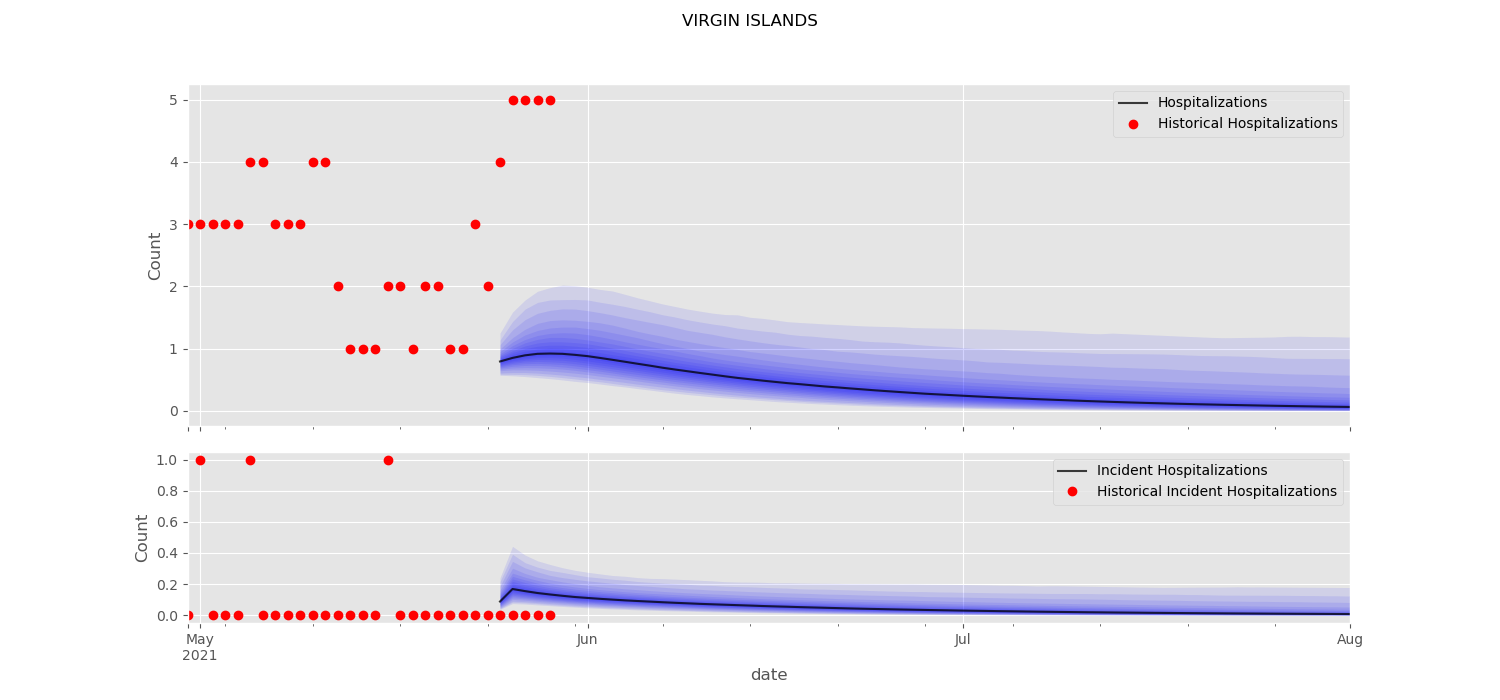 VIRGIN ISLANDS
Hospitalizations
Historical Hospitalizations
Count
5
4
3
2
1
0
Incident Hospitalizations
Historical Incident Hospitalizations
Count
1.0
0.8
0.6
0.4
0.2
0.0
May Jun Jul Aug
2021
date